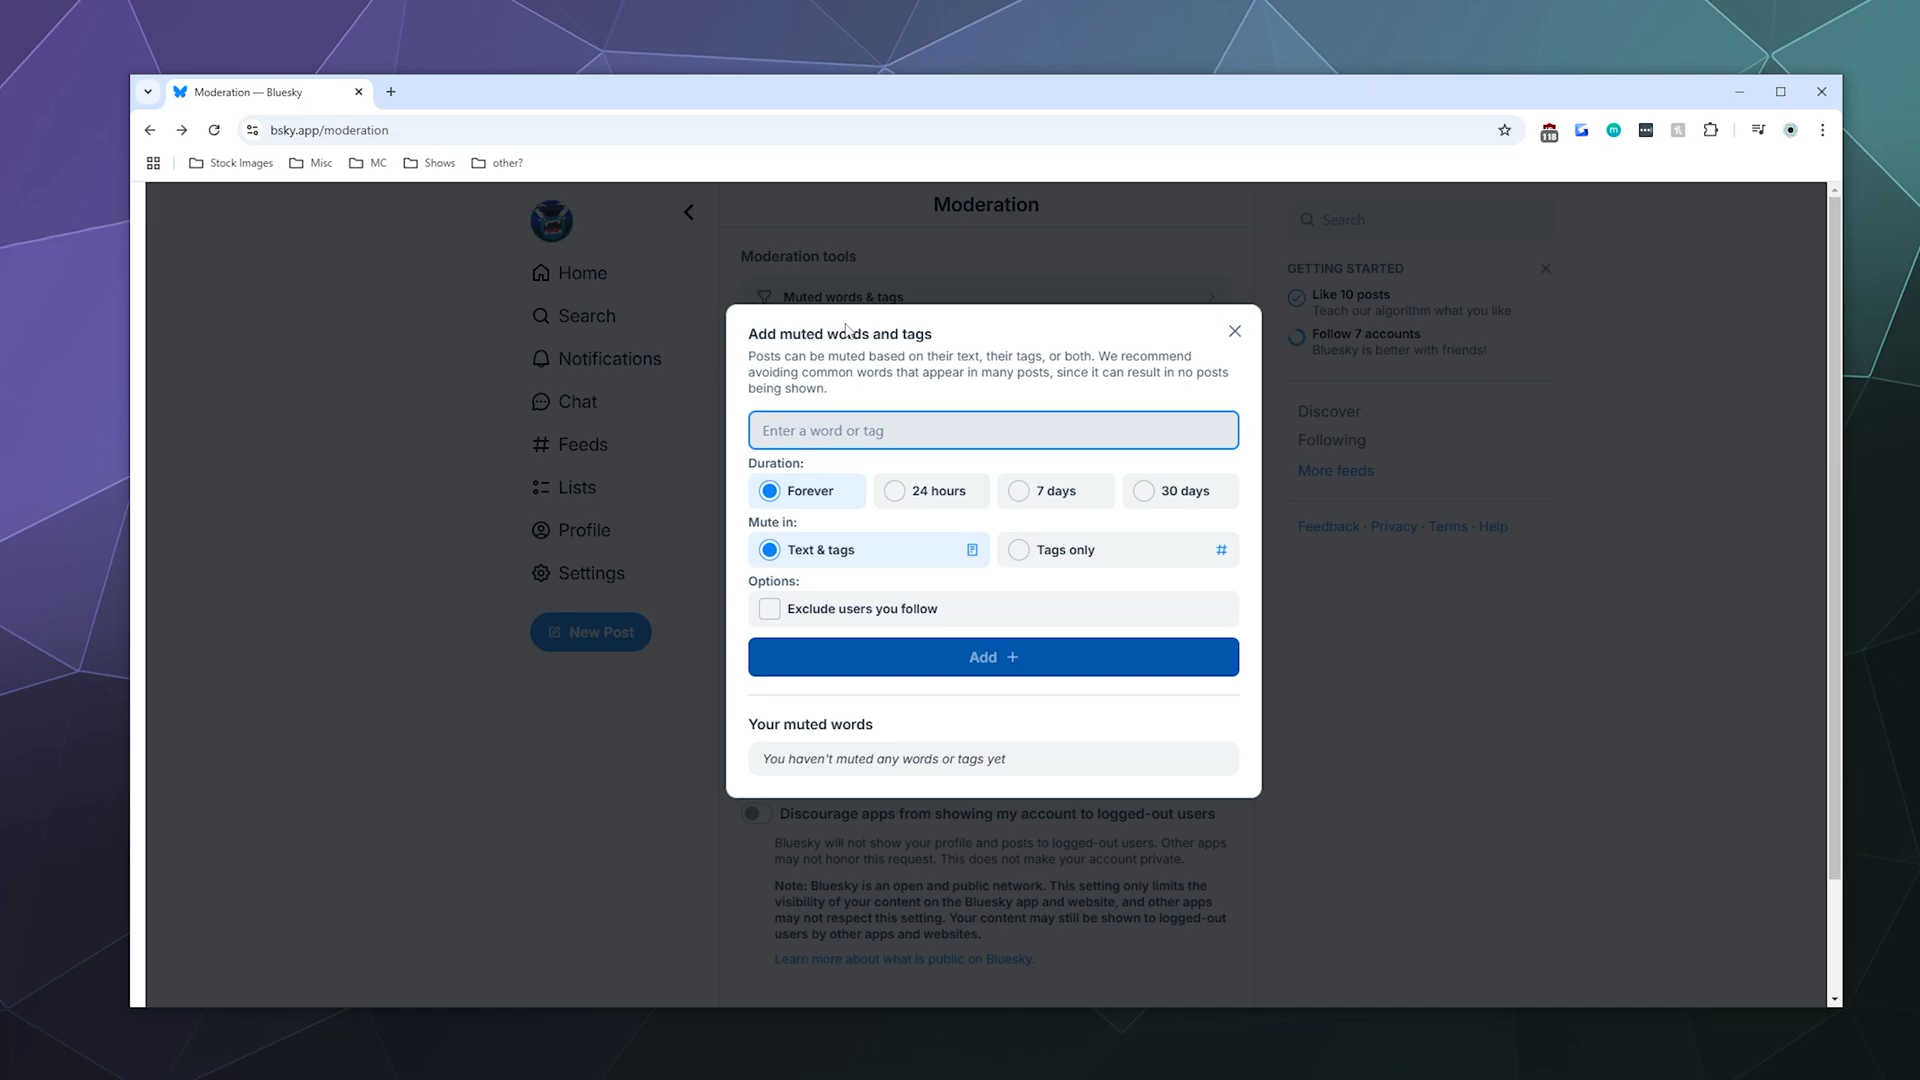 Moderation — Bluesky
bsky.app/moderation
118
Stock Images
Misc
MC
Shows
other?
Home
Search
Notifications
Chat
Feeds
Lists
Profile
Settings
New Post
Moderation
Moderation tools
Muted words & tags
Add muted words and tags
Posts can be muted based on their text, their tags, or both. We recommend
avoiding common words that appear in many posts, since it can result in no posts
being shown.
Enter a word or tag
Duration:
Forever
24 hours
7 days
30 days
Mute in:
Text & tags
Tags only
Options:
Exclude users you follow
Add +
Your muted words
You haven't muted any words or tags yet
Discourage apps from showing my account to logged-out users
Bluesky will not show your profile and posts to logged-out users. Other apps
may not honor this request. This does not make your account private.
Note: Bluesky is an open and public network. This setting only limits the
visibility of your content on the Bluesky app and website, and other apps
may not respect this setting. Your content may still be shown to logged-out
users by other apps and websites.
Learn more about what is public on Bluesky.
Search
GETTING STARTED
Like 10 posts
Teach our algorithm what you like
Follow 7 accounts
Bluesky is better with friends!
Discover
Following
More feeds
Feedback · Privacy · Terms · Help